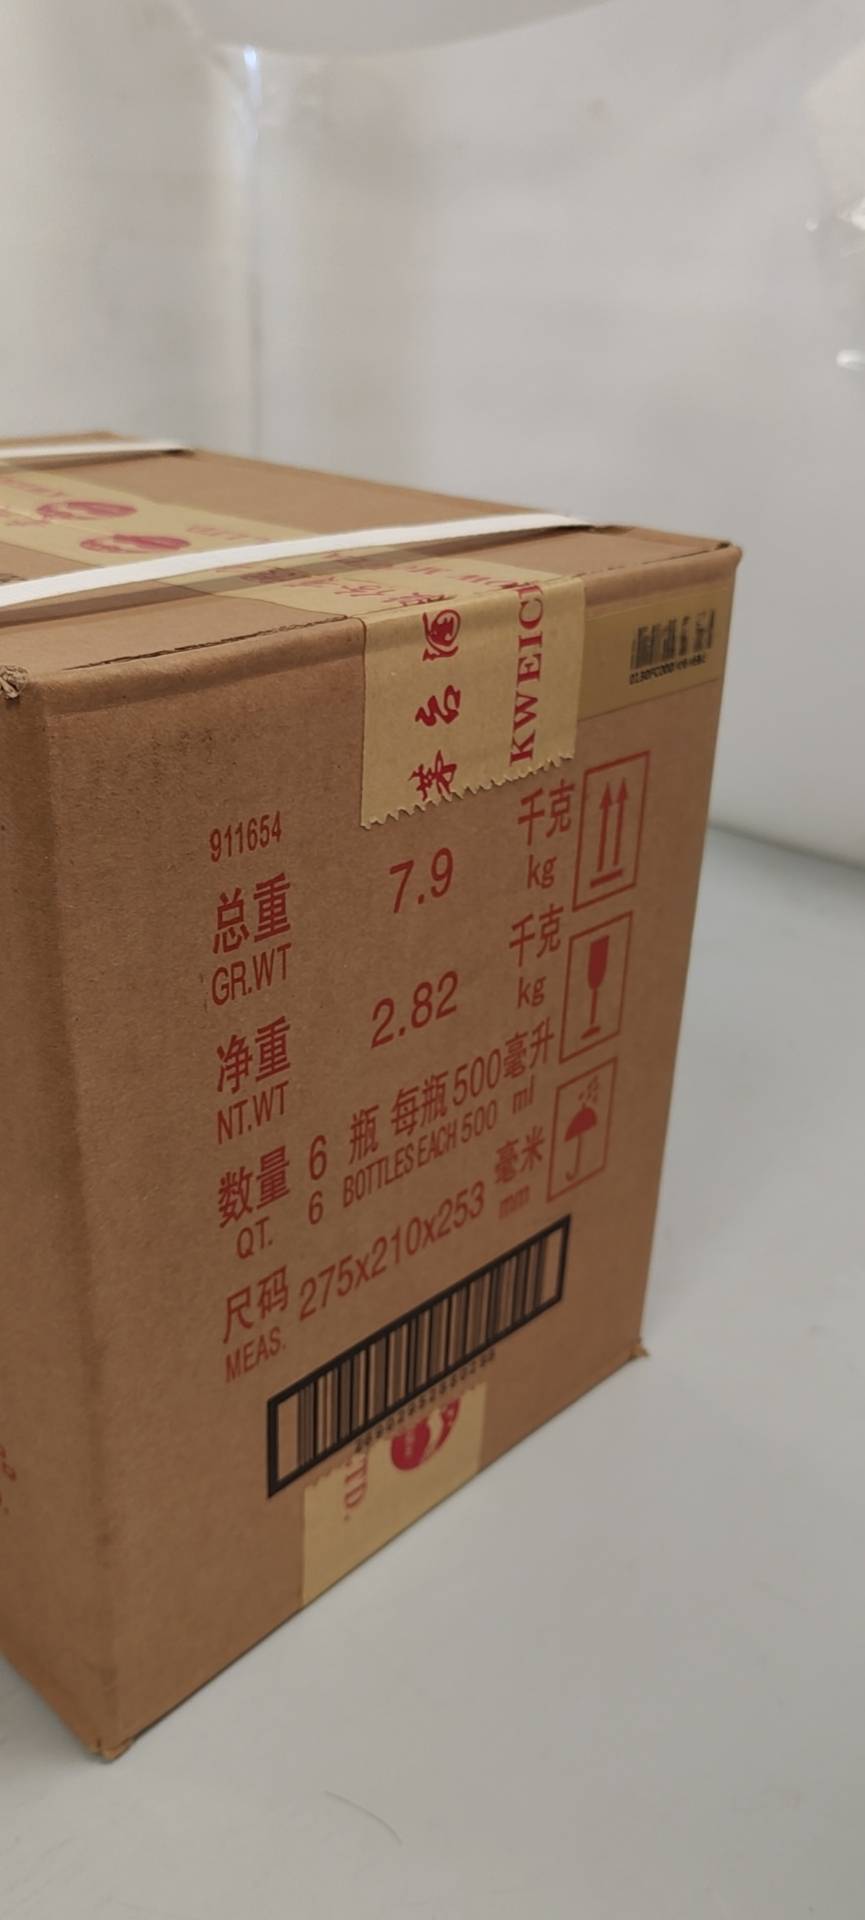 茅台酒
KWEICH
911654
总重 7.9 千克
GR.WT kg
净重 2.82 千克
NT.WT kg
数量 6 瓶 每瓶500毫升
QT. 6 BOTTLES EACH 500 ml
尺码 275x210x253 毫米
MEAS. mm
LTD.